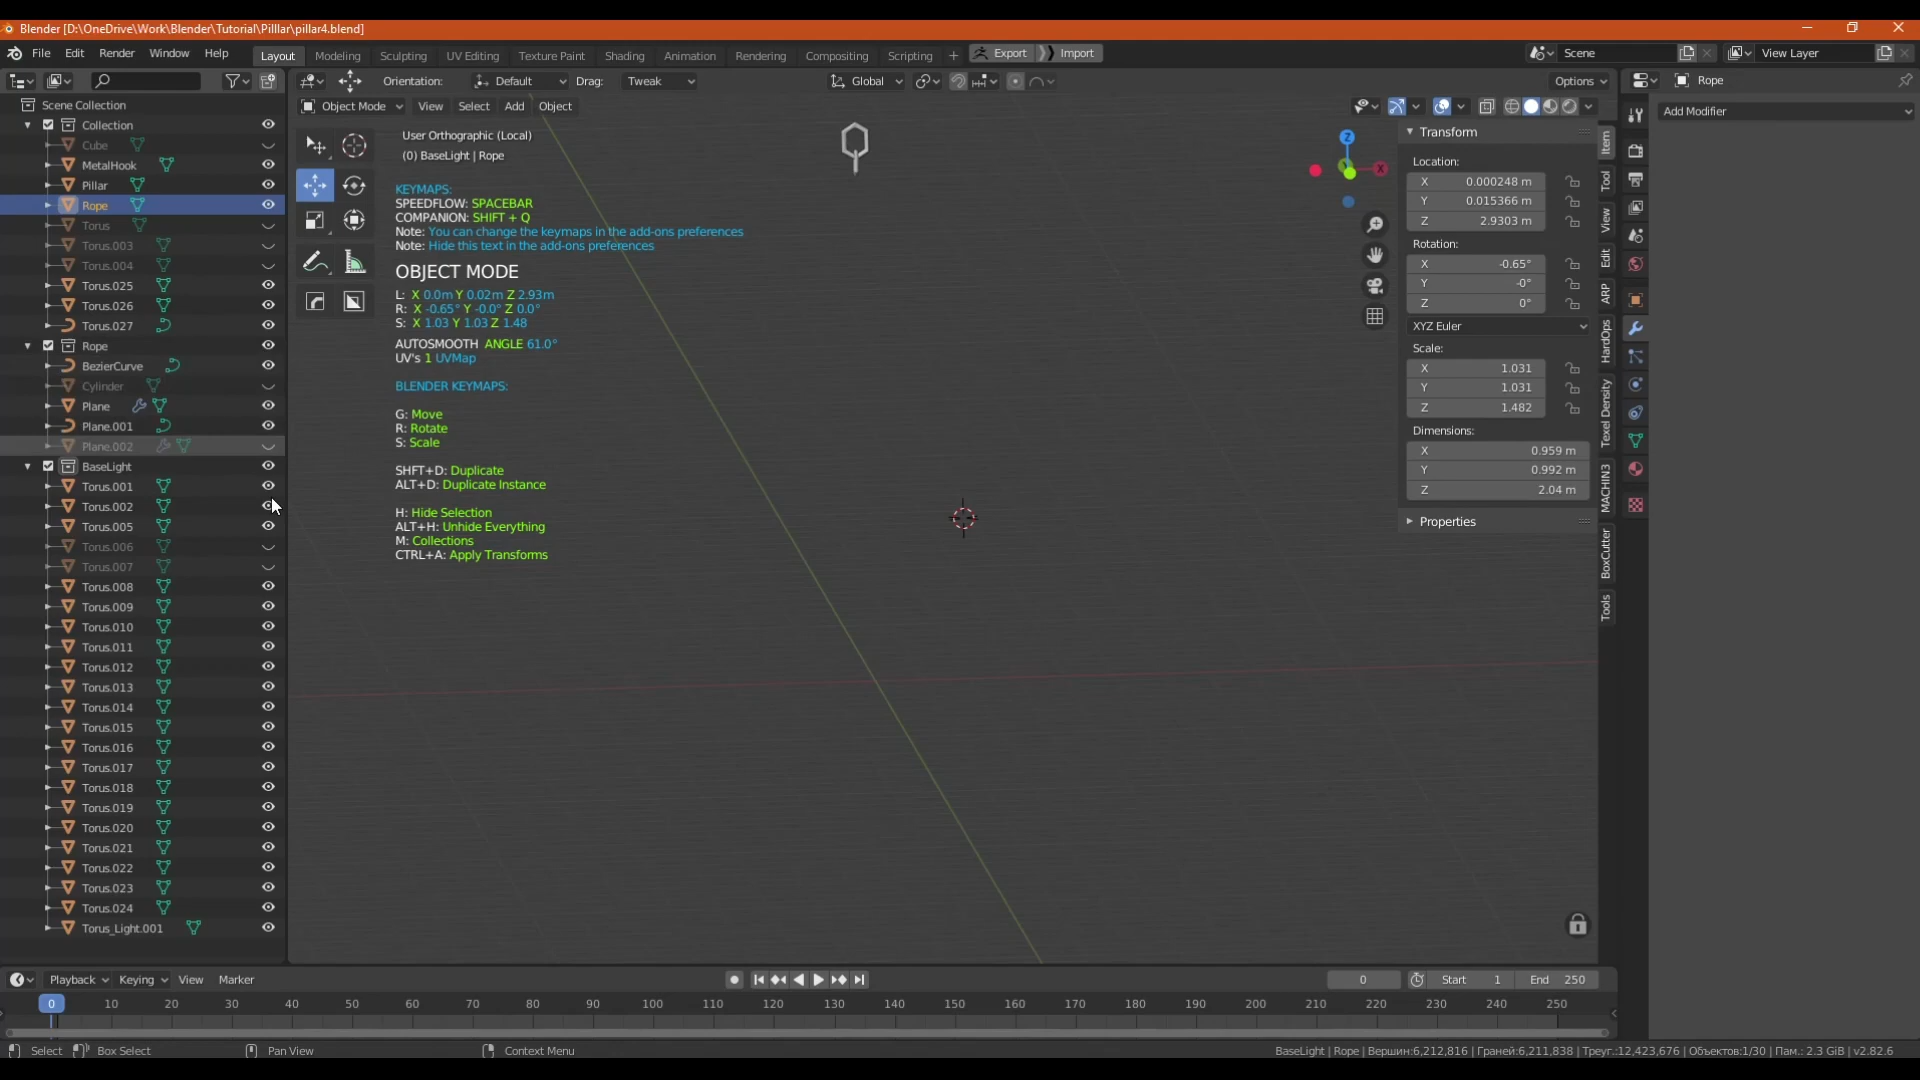 Blender [D:\OneDrive\Work\Blender\Tutorial\Pilllar\pillar4.blend]
File Edit Render Window Help Layout Modeling Sculpting UV Editing Texture Paint Shading Animation Rendering Compositing Scripting + Export Import Scene View Layer
Orientation: Default Drag: Tweak Global Options Rope
Object Mode View Select Add Object
Add Modifier
Scene Collection
Collection
Cube
MetalHook
Pillar
Rope
Torus
Torus.003
Torus.004
Torus.025
Torus.026
Torus.027
Rope
BezierCurve
Cylinder
Plane
Plane.001
Plane.002
BaseLight
Torus.001
Torus.002
Torus.005
Torus.006
Torus.007
Torus.008
Torus.009
Torus.010
Torus.011
Torus.012
Torus.013
Torus.014
Torus.015
Torus.016
Torus.017
Torus.018
Torus.019
Torus.020
Torus.021
Torus.022
Torus.023
Torus.024
Torus_Light.001
User Orthographic (Local)
(0) BaseLight | Rope
KEYMAPS:
SPEEDFLOW: SPACEBAR
COMPANION: SHIFT + Q
Note: You can change the keymaps in the add-ons preferences
Note: Hide this text in the add-ons preferences
OBJECT MODE
L: X 0.0m Y 0.02m Z 2.93m
R: X -0.65° Y -0.0° Z 0.0°
S: X 1.03 Y 1.03 Z 1.48
AUTOSMOOTH ANGLE 61.0°
UV's 1 UVMap
BLENDER KEYMAPS:
G: Move
R: Rotate
S: Scale
SHFT+D: Duplicate
ALT+D: Duplicate Instance
H: Hide Selection
ALT+H: Unhide Everything
M: Collections
CTRL+A: Apply Transforms
Z
X
Transform
Location:
X 0.000248 m
Y 0.015366 m
Z 2.9303 m
Rotation:
X -0.65°
Y -0°
Z 0°
XYZ Euler
Scale:
X 1.031
Y 1.031
Z 1.482
Dimensions:
X 0.959 m
Y 0.992 m
Z 2.04 m
Properties
Item
Tool
View
Edit
ARP
HardOps
Texel Density
MACHIN3
BoxCutter
Tools
Playback Keying View Marker 0 Start 1 End 250
0 10 20 30 40 50 60 70 80 90 100 110 120 130 140 150 160 170 180 190 200 210 220 230 240 250
Select Box Select Pan View Context Menu BaseLight | Rope | Вершин:6,212,816 | Граней:6,211,838 | Треуг.:12,423,676 | Объектов:1/30 | Пам.: 2.3 GiB | v2.82.6